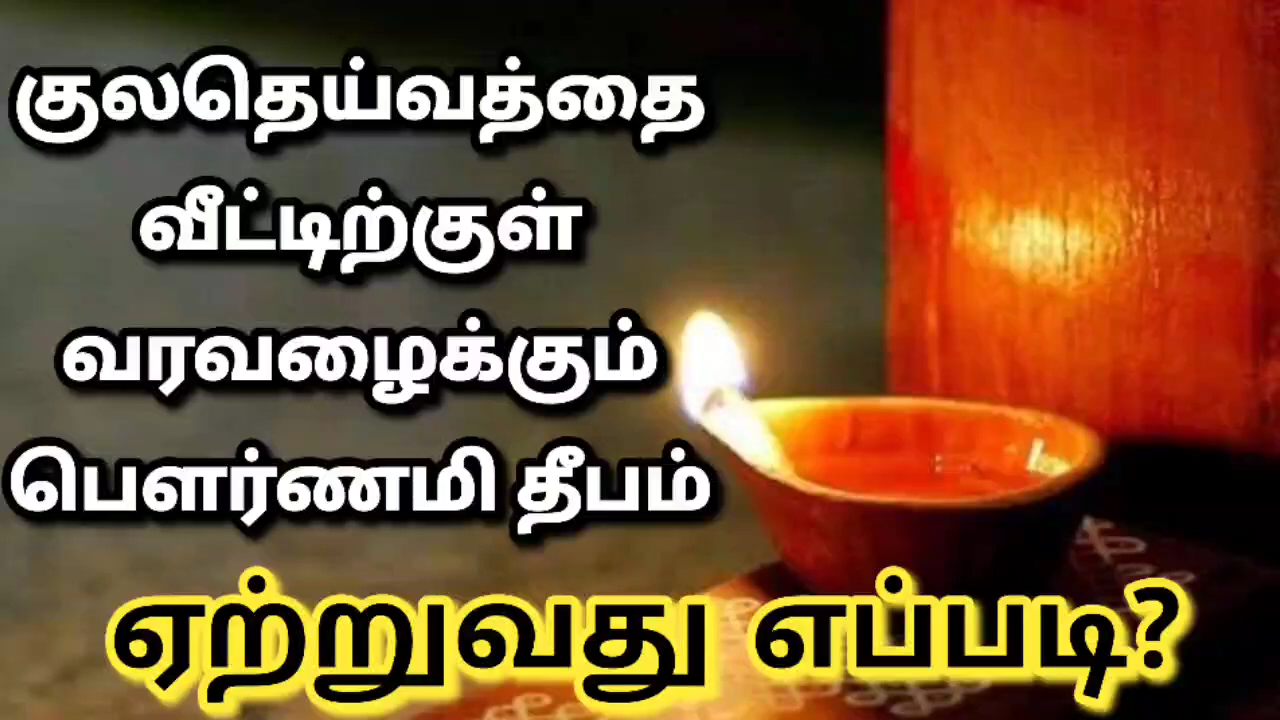 குலதெய்வத்தை
வீட்டிற்குள்
வரவழைக்கும்
பௌர்ணமி தீபம்
ஏற்றுவது எப்படி?